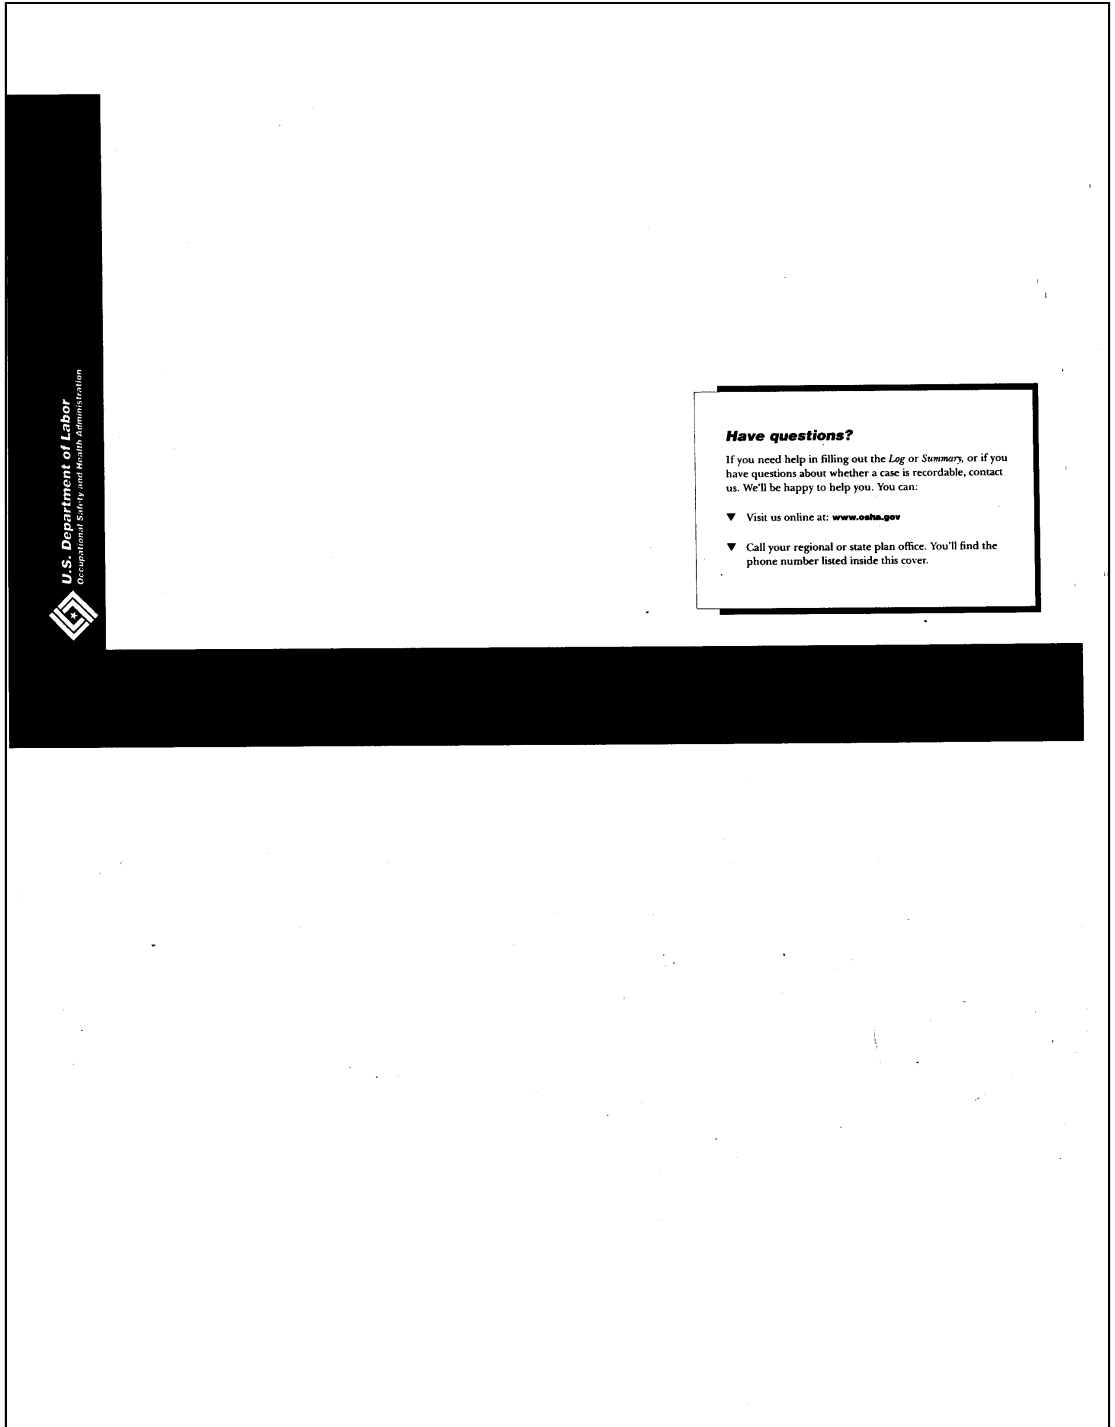 U.S. Department of Labor
Occupational Safety and Health Administration
Have questions?
If you need help in filling out the Log or Summary, or if you
have questions about whether a case is recordable, contact
us. We'll be happy to help you. You can:
▼ Visit us online at: www.osha.gov
▼ Call your regional or state plan office. You'll find the
phone number listed inside this cover.